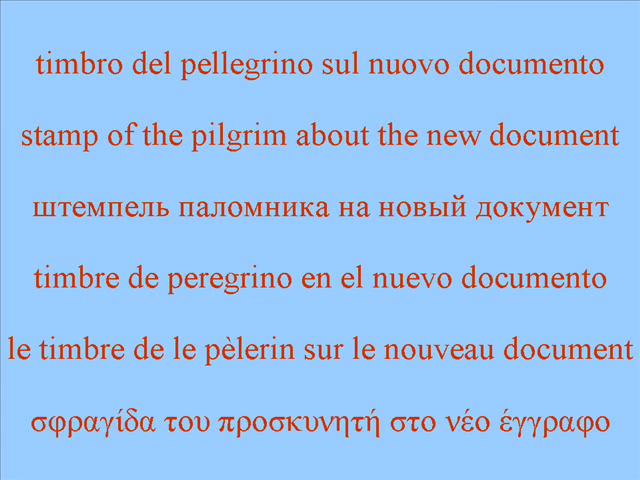 timbro del pellegrino sul nuovo documento
stamp of the pilgrim about the new document
штемпель паломника на новый документ
timbre de peregrino en el nuevo documento
le timbre de le pèlerin sur le nouveau document
σφραγίδα του προσκυνητή στο νέο έγγραφο